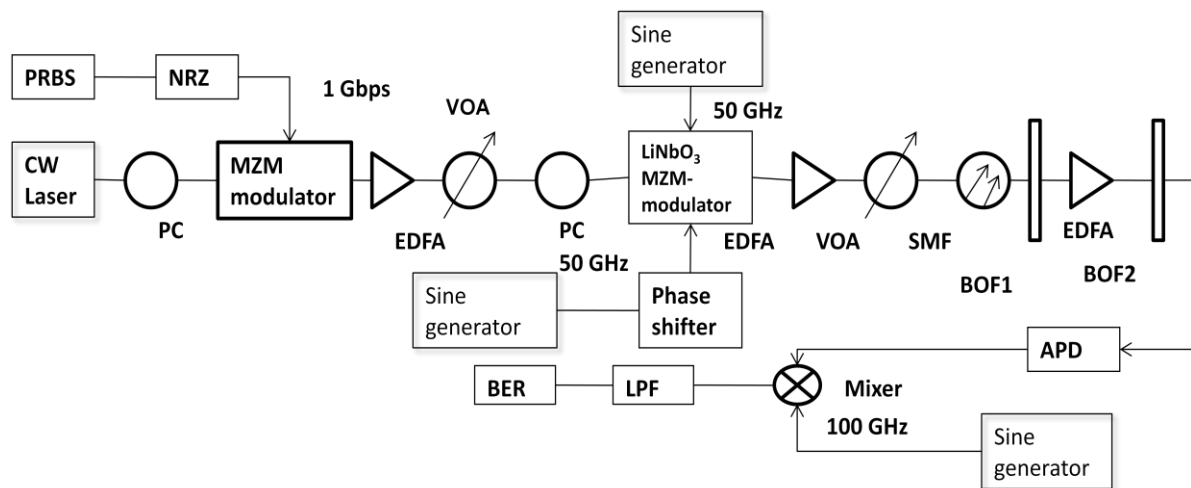 Sine
generator
PRBS
NRZ
1 Gbps
VOA
50 GHz
CW
Laser
PC
MZM
modulator
EDFA
PC
LiNbO₃
MZM-
modulator
EDFA
VOA
SMF
BOF1
EDFA
BOF2
50 GHz
Sine
generator
Phase
shifter
BER
LPF
Mixer
APD
100 GHz
Sine
generator